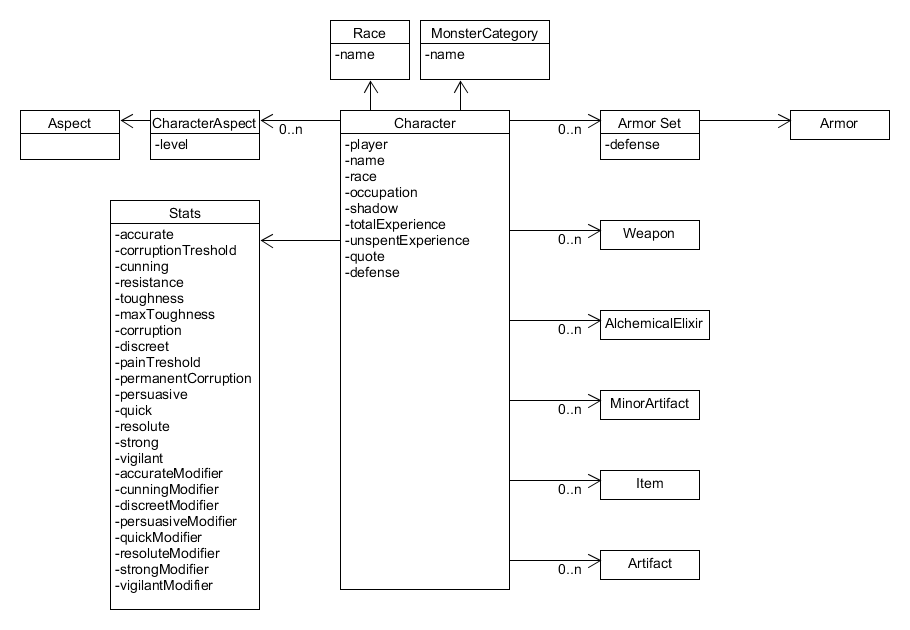 Race
-name
MonsterCategory
-name
Aspect
CharacterAspect
-level
0..n
Character
-player
-name
-race
-occupation
-shadow
-totalExperience
-unspentExperience
-quote
-defense
0..n
Armor Set
-defense
Armor
Stats
-accurate
-corruptionTreshold
-cunning
-resistance
-toughness
-maxToughness
-corruption
-discreet
-painTreshold
-permanentCorruption
-persuasive
-quick
-resolute
-strong
-vigilant
-accurateModifier
-cunningModifier
-discreetModifier
-persuasiveModifier
-quickModifier
-resoluteModifier
-strongModifier
-vigilantModifier
0..n
Weapon
0..n
AlchemicalElixir
0..n
MinorArtifact
0..n
Item
0..n
Artifact